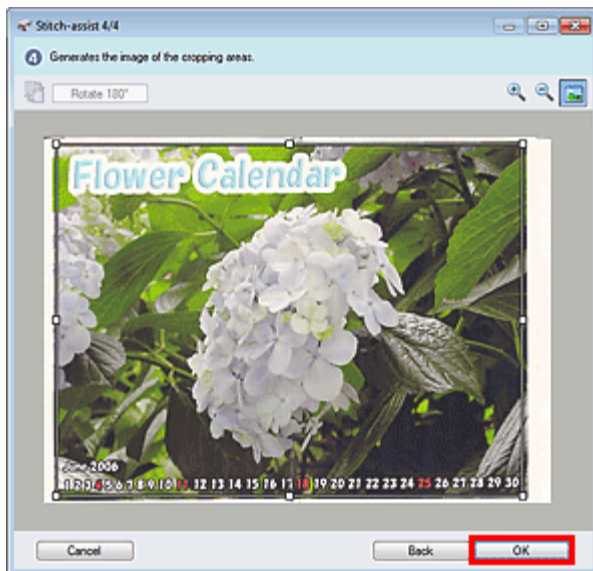 Stitch-assist 4/4
4 Generates the image of the cropping areas.
Rotate 180°
Flower Calendar
June 2006
1 2 3 4 5 6 7 8 9 10 11 12 13 14 15 16 17 18 19 20 21 22 23 24 25 26 27 28 29 30
Cancel Back OK